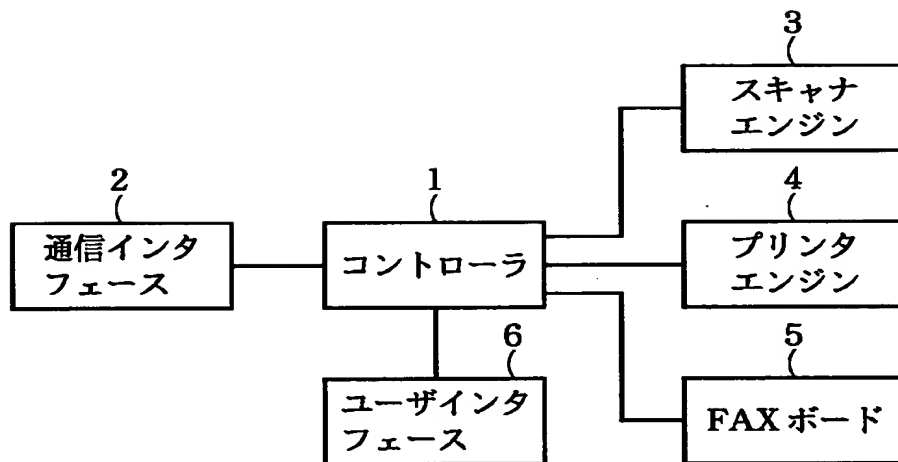 3
スキャナ
エンジン
2
1
4
通信インタ
フェース
コントローラ
プリンタ
エンジン
6
5
ユーザインタ
フェース
FAXボード